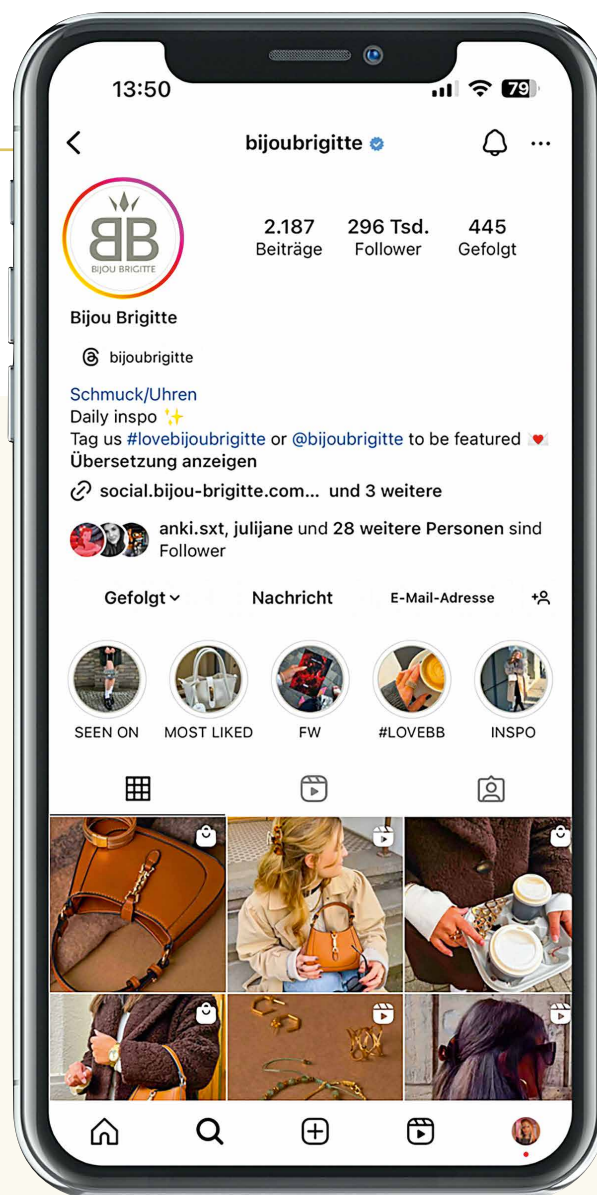 13:50
79
bijoubrigitte
BB
BIJOU BRIGITTE
2.187 296 Tsd. 445
Beiträge Follower Gefolgt
Bijou Brigitte
bijoubrigitte
Schmuck/Uhren
Daily inspo ✨
Tag us #lovebijoubrigitte or @bijoubrigitte to be featured 💌
Übersetzung anzeigen
social.bijou-brigitte.com... und 3 weitere
anki.sxt, julijane und 28 weitere Personen sind
Follower
Gefolgt Nachricht E-Mail-Adresse
SEEN ON MOST LIKED FW #LOVEBB INSPO